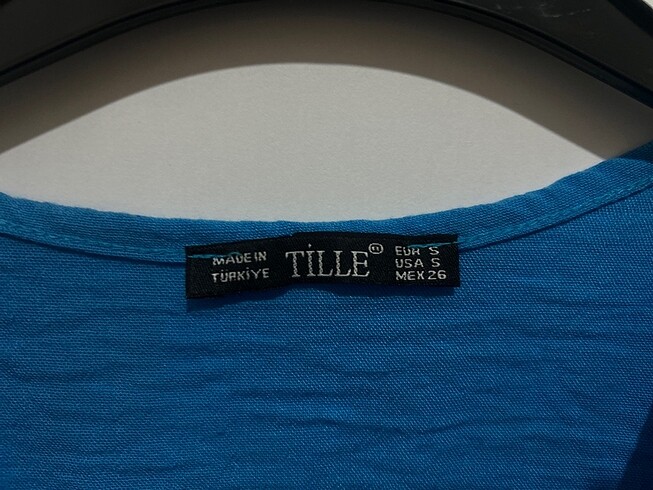 MADE IN
TÜRKİYE
TİLLE
EUR S
USA S
MEX 26